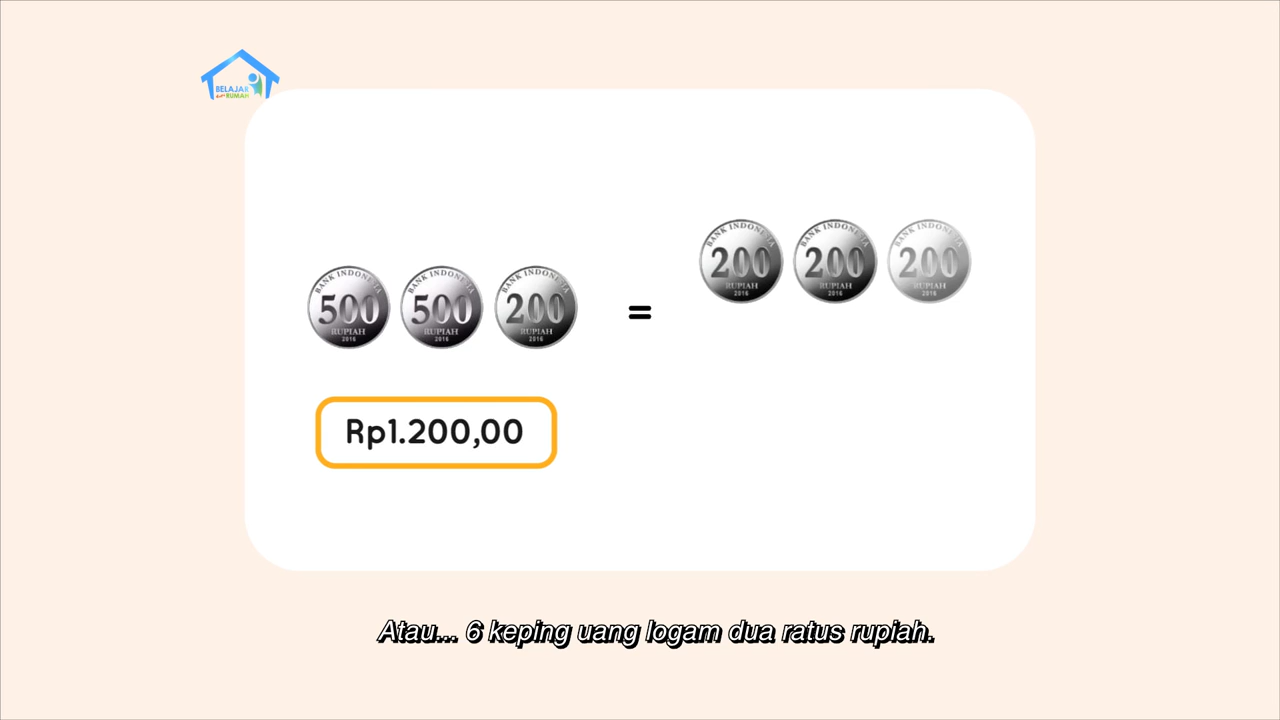 BELAJAR
dari RUMAH
BANK INDONESIA
500
RUPIAH
2016
BANK INDONESIA
500
RUPIAH
2016
BANK INDONESIA
200
RUPIAH
2016
=
BANK INDONESIA
200
RUPIAH
2016
BANK INDONESIA
200
RUPIAH
2016
BANK INDONESIA
200
RUPIAH
2016
Rp1.200,00
Atau... 6 keping uang logam dua ratus rupiah.